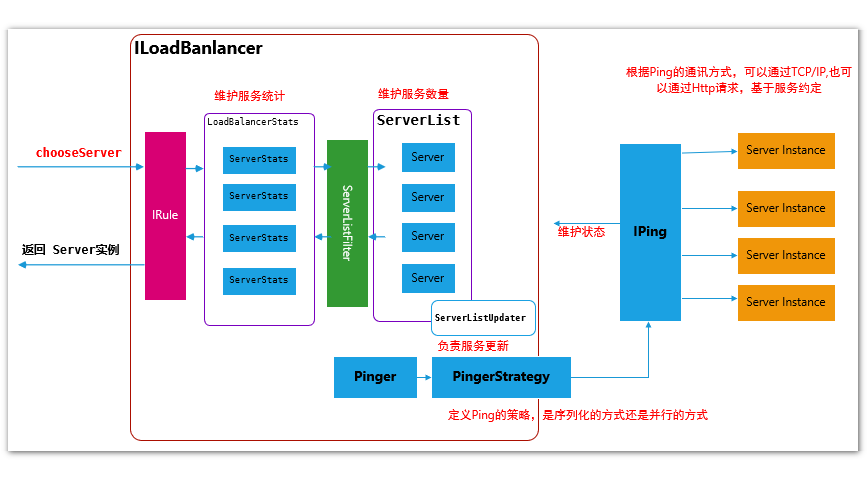 ILoadBanlancer
根据Ping的通讯方式，可以通过TCP/IP,也可
以通过Http请求，基于服务约定
维护服务统计
维护服务数量
LoadBalancerStats
ServerList
chooseServer
IRule
ServerStats
ServerStats
ServerStats
ServerStats
ServerListFilter
Server
Server
Server
Server
返回 Server实例
ServerListUpdater
负责服务更新
维护状态
IPing
Server Instance
Server Instance
Server Instance
Server Instance
Pinger
PingerStrategy
定义Ping的策略，是序列化的方式还是并行的方式